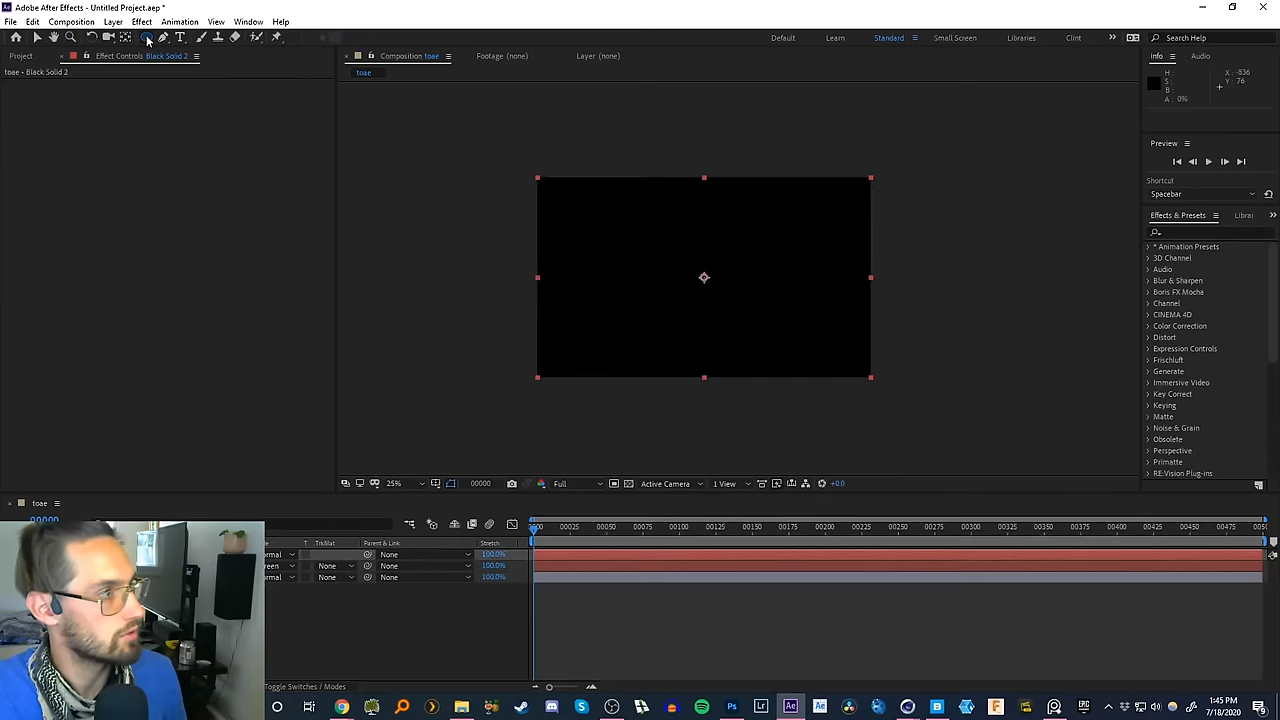 Adobe After Effects - Untitled Project.aep *
File Edit Composition Layer Effect Animation View Window Help
Default Learn Standard Small Screen Libraries Clint Search Help
Project Effect Controls Black Solid 2
toae • Black Solid 2
Composition toae Footage (none) Layer (none)
toae
Info Audio
H :
S :
B :
A : 0%
X : -836
Y : 76
Preview
Shortcut
Spacebar
Effects & Presets Librar
* Animation Presets
3D Channel
Audio
Blur & Sharpen
Boris FX Mocha
Channel
CINEMA 4D
Color Correction
Distort
Expression Controls
Frischluft
Generate
Immersive Video
Key Correct
Keying
Matte
Noise & Grain
Obsolete
Perspective
Primatte
RE:Vision Plug-ins
25% 00000 Full Active Camera 1 View +0.0
toae
00025 00050 00075 00100 00125 00150 00175 00200 00225 00250 00275 00300 00325 00350 00375 00400 00425 00450 00475
T TrkMat Parent & Link Stretch
None 100.0%
None None 100.0%
None None 100.0%
Toggle Switches / Modes
1:45 PM
7/18/2020